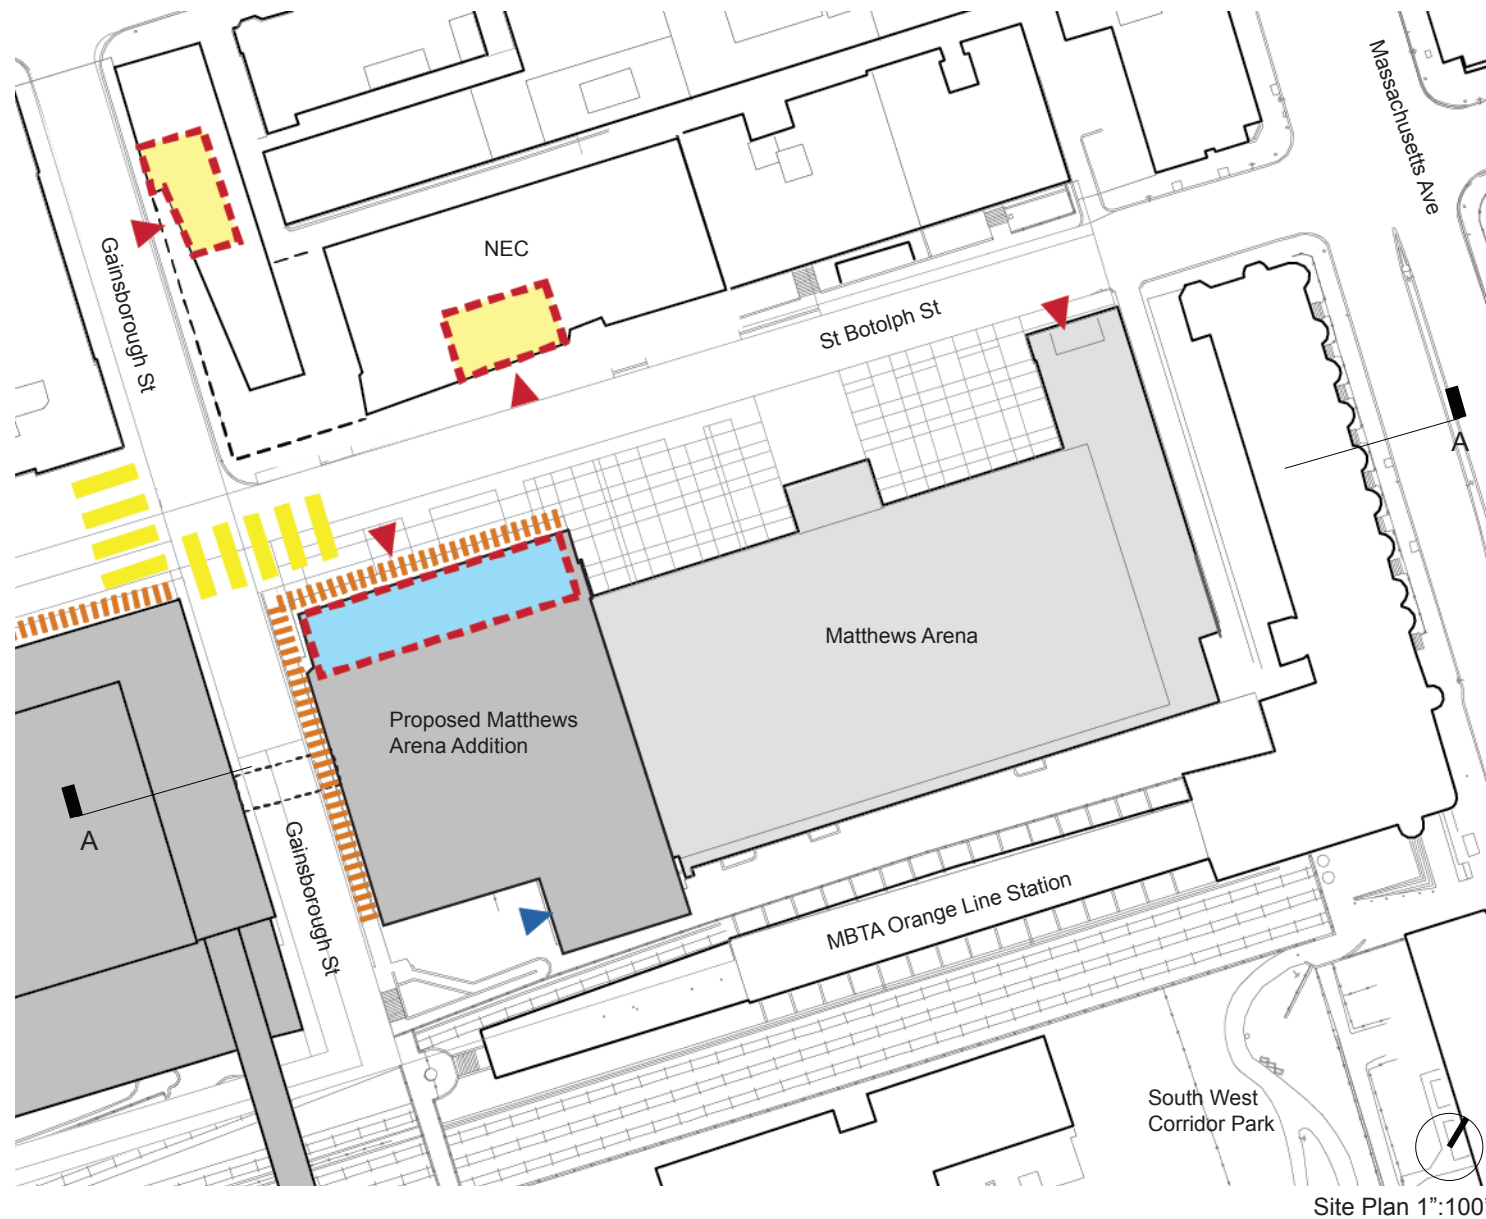 Massachusetts Ave
Gainsborough St
NEC
St Botolph St
A
Matthews Arena
Proposed Matthews
Arena Addition
A
Gainsborough St
MBTA Orange Line Station
South West
Corridor Park
Site Plan 1”:100’